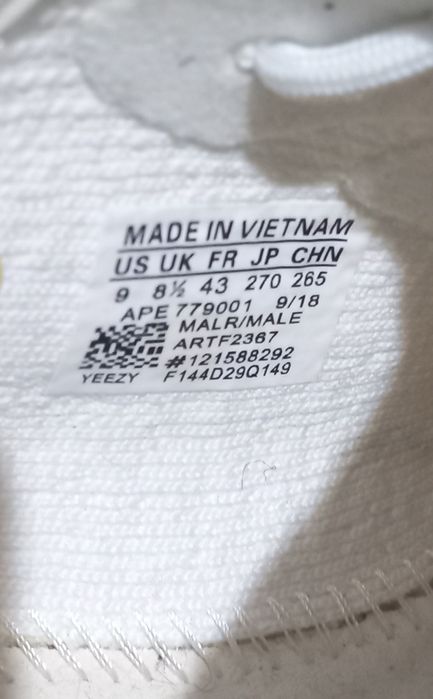 MADE IN VIETNAM
US UK FR JP CHN
9 8½ 43 270 265
APE 779001 9/18
MALR/MALE
ARTF2367
#121588292
YEEZY F144D29Q149